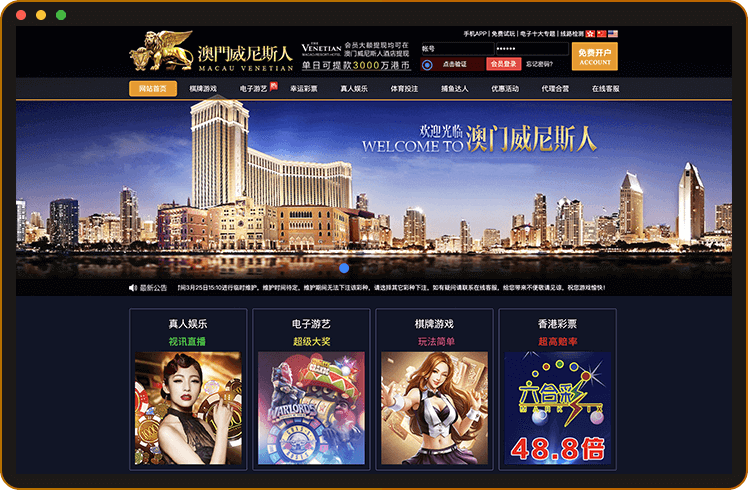 手机APP | 免费试玩 | 电子十大专题 | 线路检测
澳門威尼斯人
MACAU VENETIAN
THE
VENETIAN
MACAO-RESORT-HOTEL
会员大额提现均可在
澳门威尼斯人酒店提现
单日可提款3000万港币
帐号
••••••
点击验证
会员登录
忘记密码?
免费开户
ACCOUNT
网站首页
棋牌游戏
电子游艺
幸运彩票
真人娱乐
体育投注
捕鱼达人
优惠活动
代理合营
在线客服
欢迎光临
WELCOME TO
澳门威尼斯人
最新公告
间3月25日15:10进行临时维护,维护时间待定。维护期间无法下注该彩种,请选择其它彩种下注。如有疑问请联系在线客服,给您带来不便敬请见谅,祝您游戏愉快!
真人娱乐
视讯直播
电子游艺
超级大奖
棋牌游戏
玩法简单
香港彩票
超高赔率
WARLORDS
六合彩
MARK SIX
48.8倍